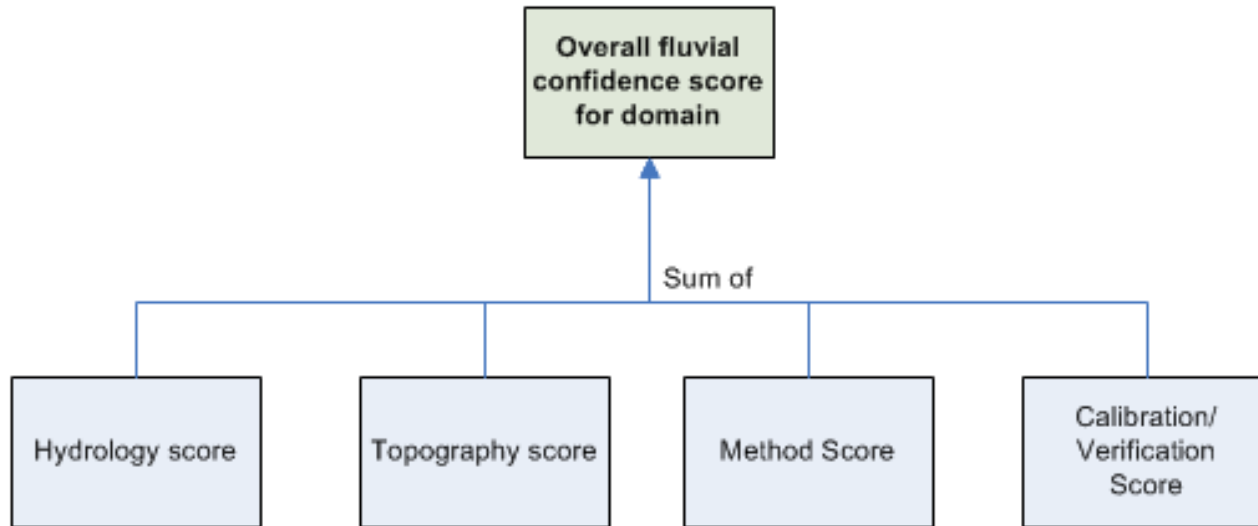 Overall fluvial
confidence score
for domain
Sum of
Hydrology score
Topography score
Method Score
Calibration/
Verification
Score